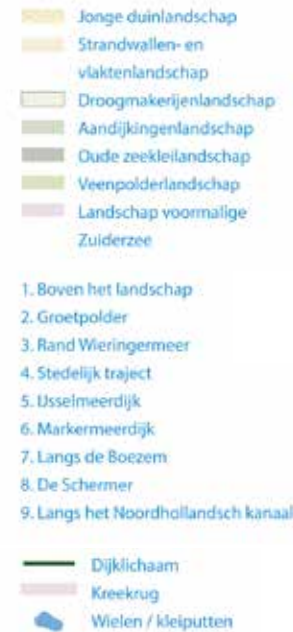 Jonge duinlandschap
Strandwallen- en
vlaktenlandschap
Droogmakerijenlandschap
Aandijkingenlandschap
Oude zeekleilandschap
Veenpolderlandschap
Landschap voormalige
Zuiderzee
1. Boven het landschap
2. Groetpolder
3. Rand Wieringermeer
4. Stedelijk traject
5. IJsselmeerdijk
6. Markermeerdijk
7. Langs de Boezem
8. De Schermer
9. Langs het Noordhollandsch kanaal
Dijklichaam
Kreekrug
Wielen / kleiputten